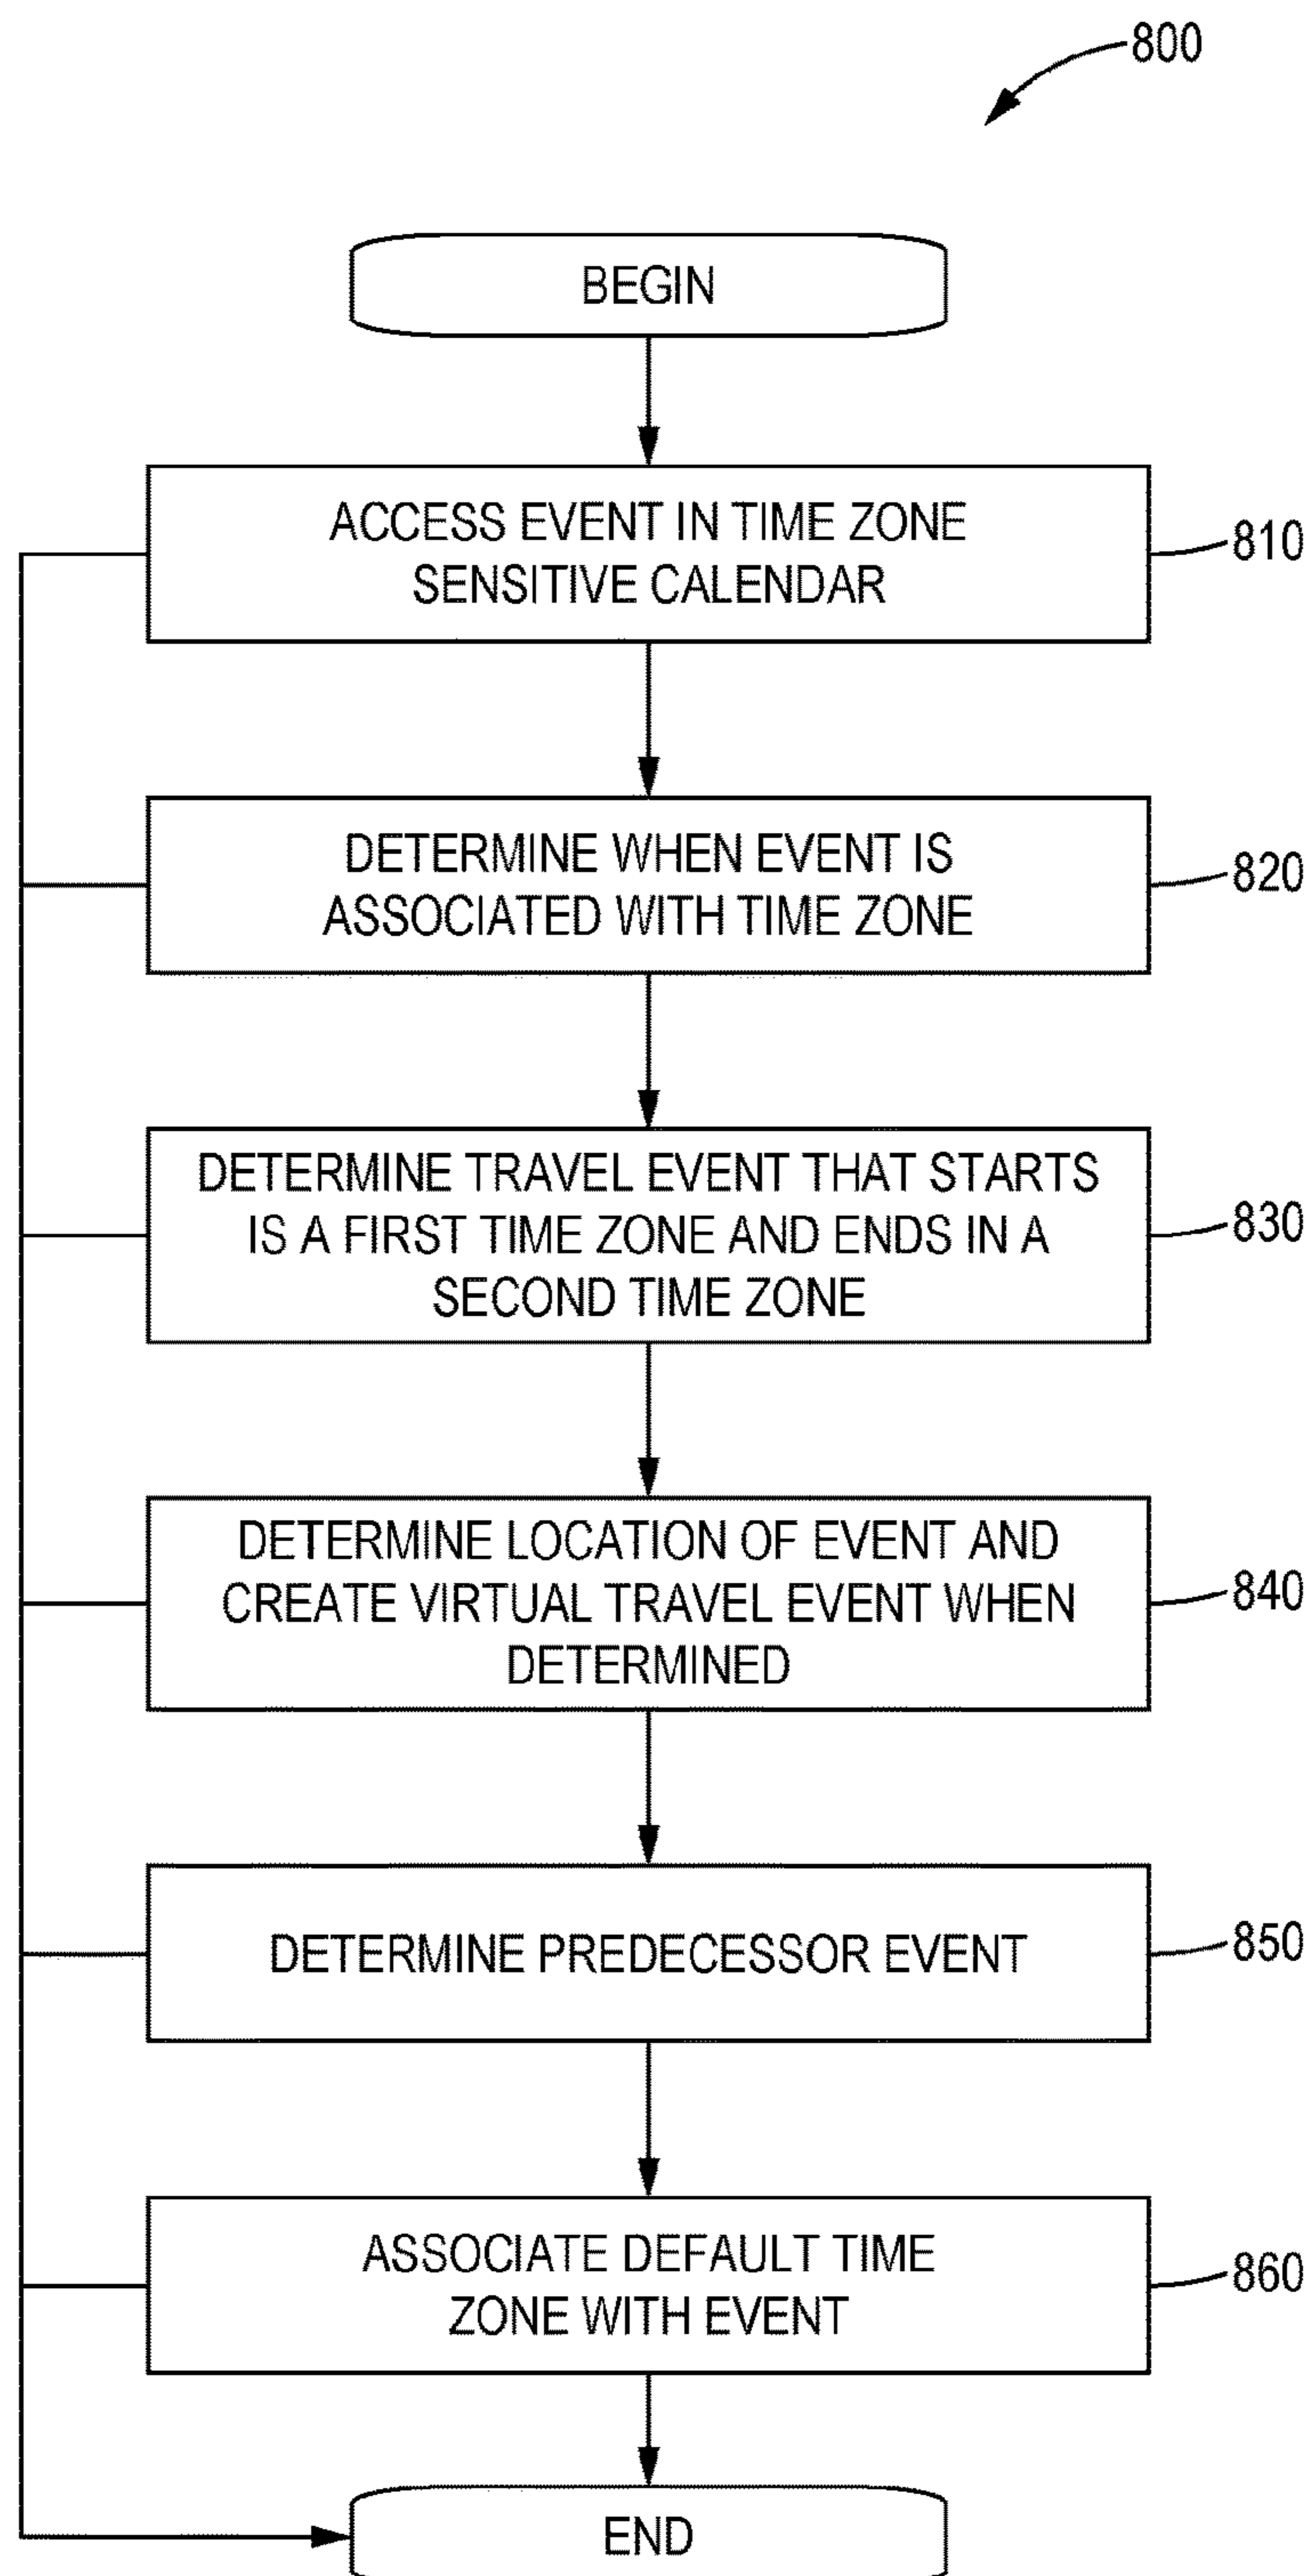 800
BEGIN
ACCESS EVENT IN TIME ZONE
SENSITIVE CALENDAR
810
DETERMINE WHEN EVENT IS
ASSOCIATED WITH TIME ZONE
820
DETERMINE TRAVEL EVENT THAT STARTS
IS A FIRST TIME ZONE AND ENDS IN A
SECOND TIME ZONE
830
DETERMINE LOCATION OF EVENT AND
CREATE VIRTUAL TRAVEL EVENT WHEN
DETERMINED
840
DETERMINE PREDECESSOR EVENT
850
ASSOCIATE DEFAULT TIME
ZONE WITH EVENT
860
END